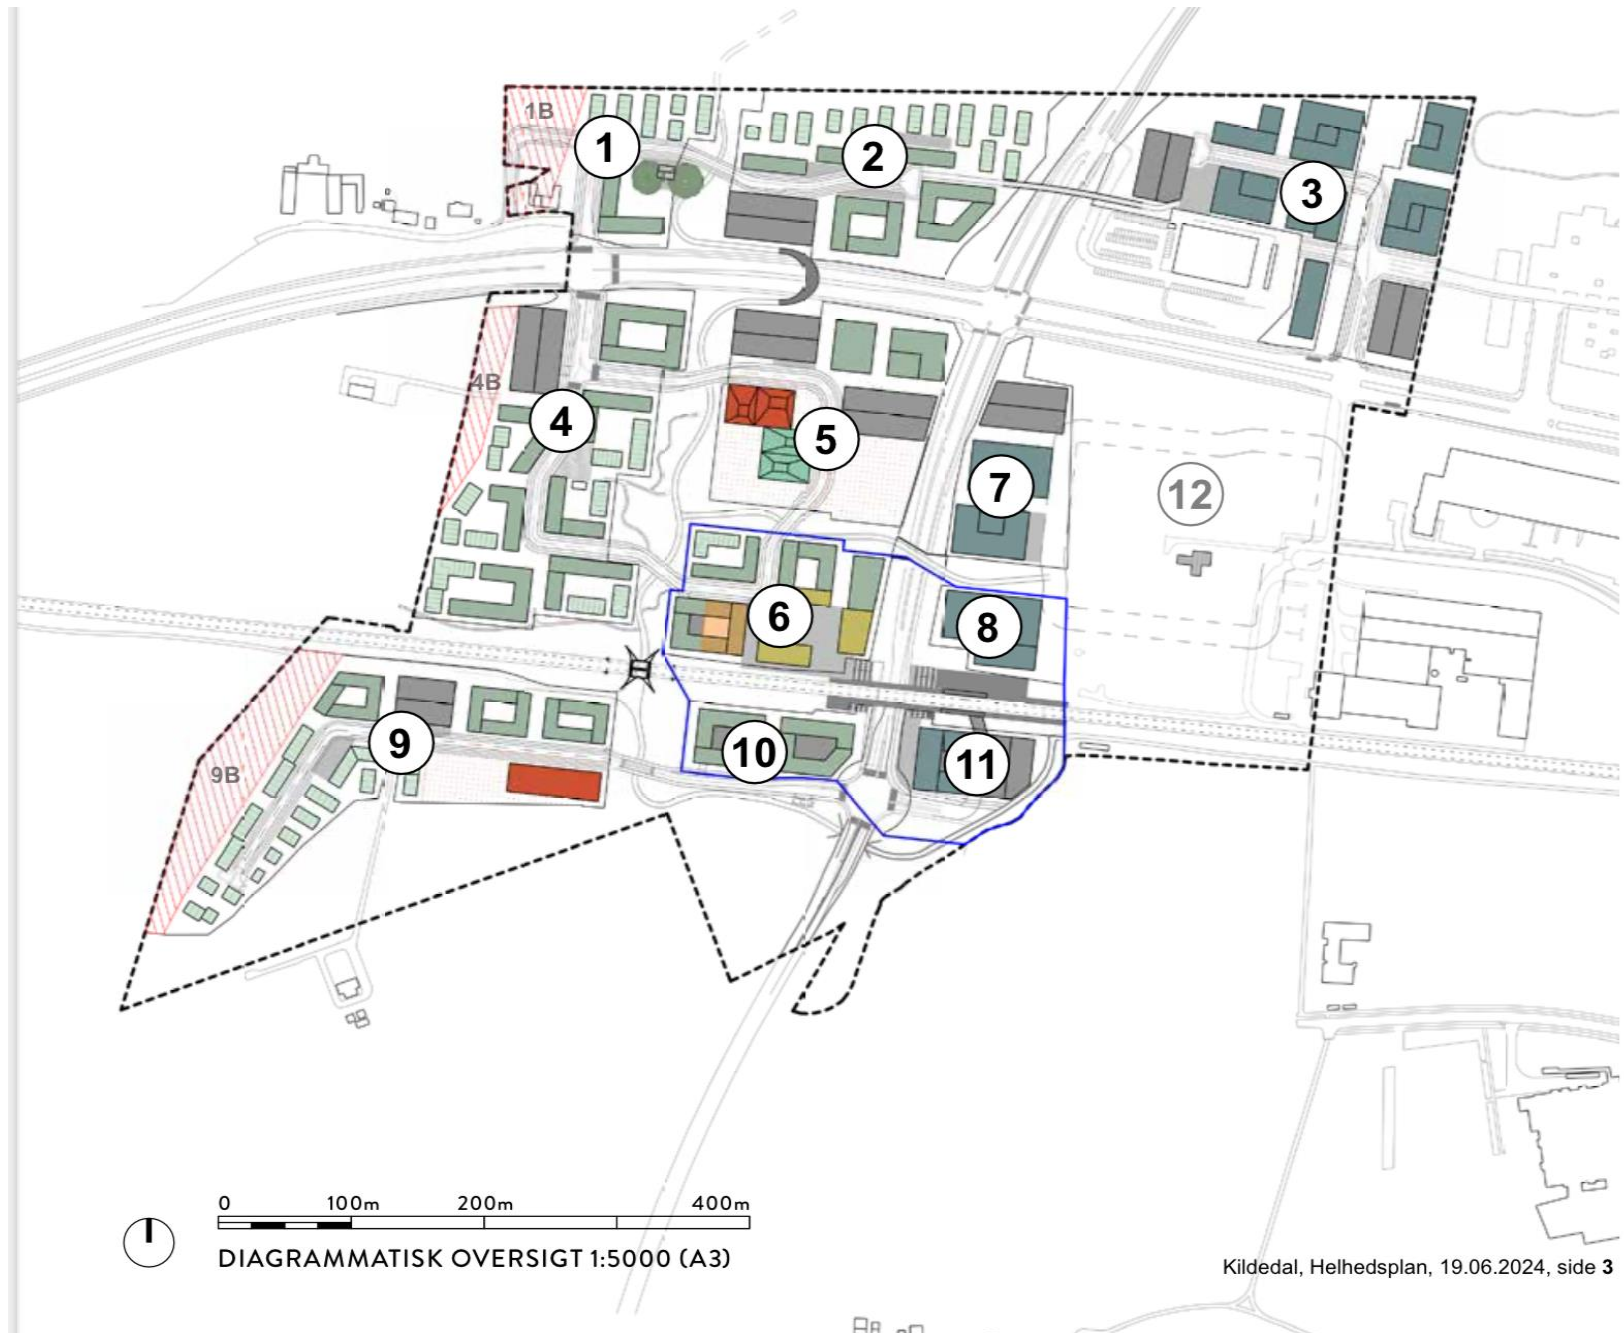 1B
1
2
3
4B
4
5
7
12
6
8
9
10
11
9B
0 100m 200m 400m
DIAGRAMMATISK OVERSIGT 1:5000 (A3)
Kildedal, Helhedsplan, 19.06.2024, side 3